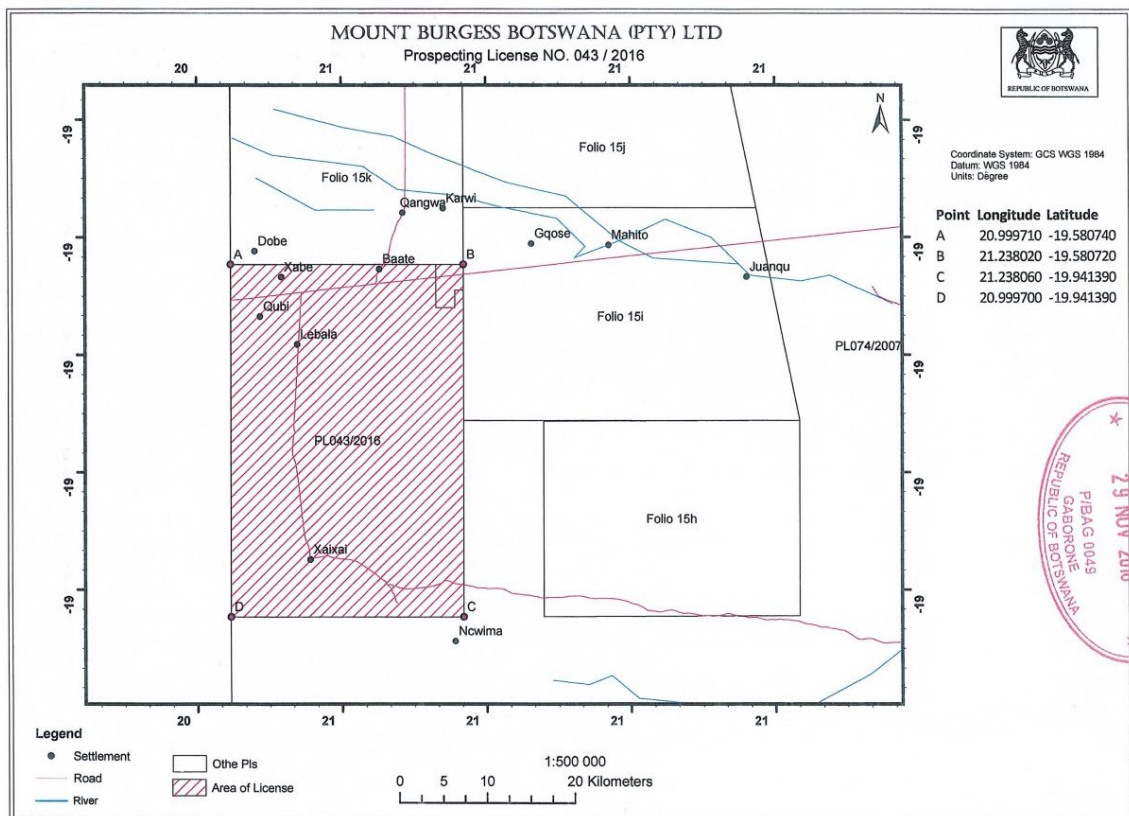 MOUNT BURGESS BOTSWANA (PTY) LTD
Prospecting License NO. 043 / 2016
REPUBLIC OF BOTSWANA
20 21 21 21 21
-19
-19
-19
-19
-19
N
Folio 15j
Folio 15k
Qangwa
Karwi
Dobe
Gqose
Mahito
A
B
Xabe
Baate
Juanqu
Qubi
Folio 15i
Lebala
PL074/2007
PL043/2016
Folio 15h
Xaixai
D
C
Ncwima
-19
-19
-19
-19
-19
20 21 21 21 21
Coordinate System: GCS WGS 1984
Datum: WGS 1984
Units: Degree
Point Longitude Latitude
A 20.999710 -19.580740
B 21.238020 -19.580720
C 21.238060 -19.941390
D 20.999700 -19.941390
29 NOV 2016
P/BAG 0049
GABORONE
REPUBLIC OF BOTSWANA
Legend
Settlement
Road
River
Othe Pls
Area of License
1:500 000
0 5 10 20 Kilometers